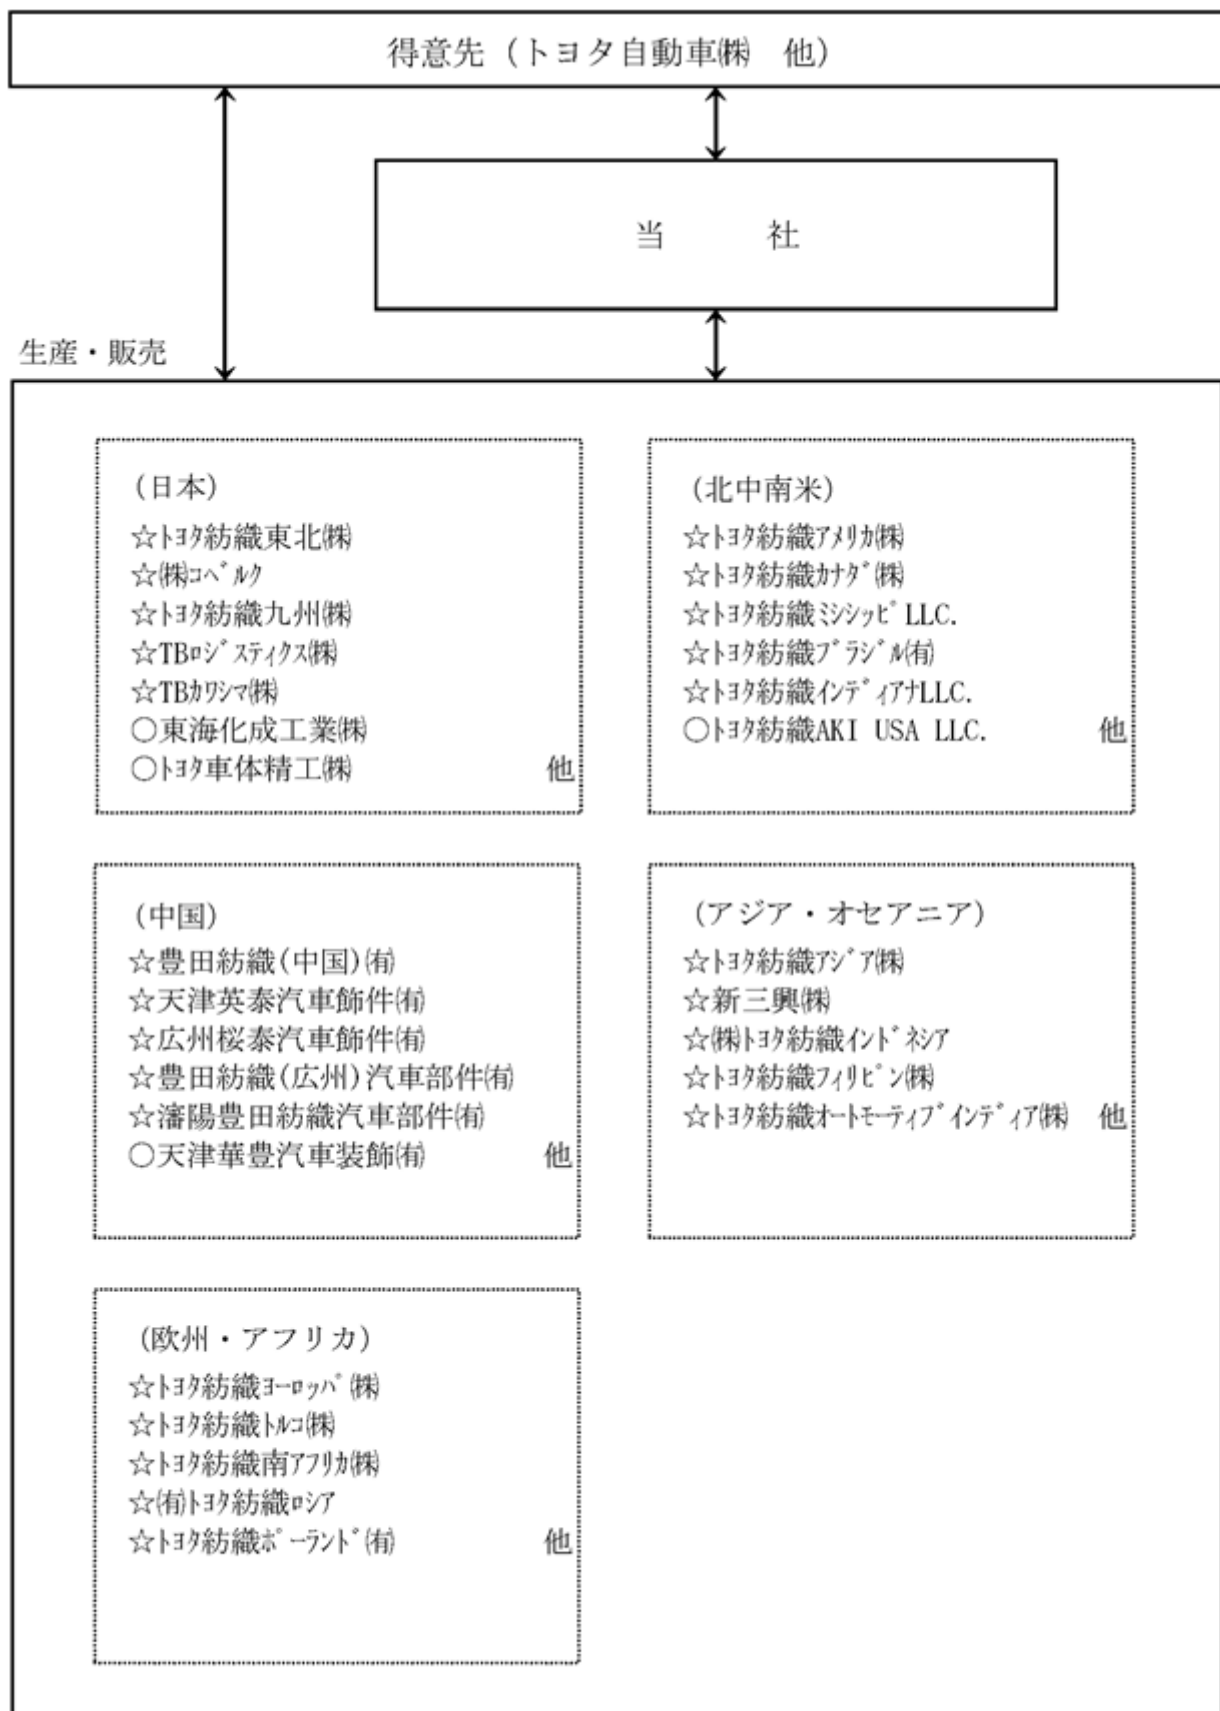 得意先（トヨタ自動車㈱　他）
当　社
生産・販売
(日本)
☆ﾄﾖﾀ紡織東北㈱
☆㈱ｺﾍﾞﾙｸ
☆ﾄﾖﾀ紡織九州㈱
☆TBﾛｼﾞｽﾃｨｸｽ㈱
☆TBｶﾜｼﾏ㈱
○東海化成工業㈱
○ﾄﾖﾀ車体精工㈱　他
(北中南米)
☆ﾄﾖﾀ紡織ｱﾒﾘｶ㈱
☆ﾄﾖﾀ紡織ｶﾅﾀﾞ㈱
☆ﾄﾖﾀ紡織ﾐｼｼｯﾋﾟLLC.
☆ﾄﾖﾀ紡織ﾌﾞﾗｼﾞﾙ㈲
☆ﾄﾖﾀ紡織ｲﾝﾃﾞｨｱﾅLLC.
○ﾄﾖﾀ紡織AKI USA LLC.　他
(中国)
☆豊田紡織(中国)㈲
☆天津英泰汽車飾件㈲
☆広州桜泰汽車飾件㈲
☆豊田紡織(広州)汽車部件㈲
☆瀋陽豊田紡織汽車部件㈲
○天津華豊汽車装飾㈲　他
(アジア・オセアニア)
☆ﾄﾖﾀ紡織ｱｼﾞｱ㈱
☆新三興㈱
☆㈱ﾄﾖﾀ紡織ｲﾝﾄﾞﾈｼｱ
☆ﾄﾖﾀ紡織ﾌｨﾘﾋﾟﾝ㈱
☆ﾄﾖﾀ紡織ｵｰﾄﾓｰﾃｨﾌﾞｲﾝﾃﾞｨｱ㈱　他
(欧州・アフリカ)
☆ﾄﾖﾀ紡織ﾖｰﾛｯﾊﾟ㈱
☆ﾄﾖﾀ紡織ﾄﾙｺ㈱
☆ﾄﾖﾀ紡織南ｱﾌﾘｶ㈱
☆㈲ﾄﾖﾀ紡織ﾛｼｱ
☆ﾄﾖﾀ紡織ﾎﾟｰﾗﾝﾄﾞ㈲　他